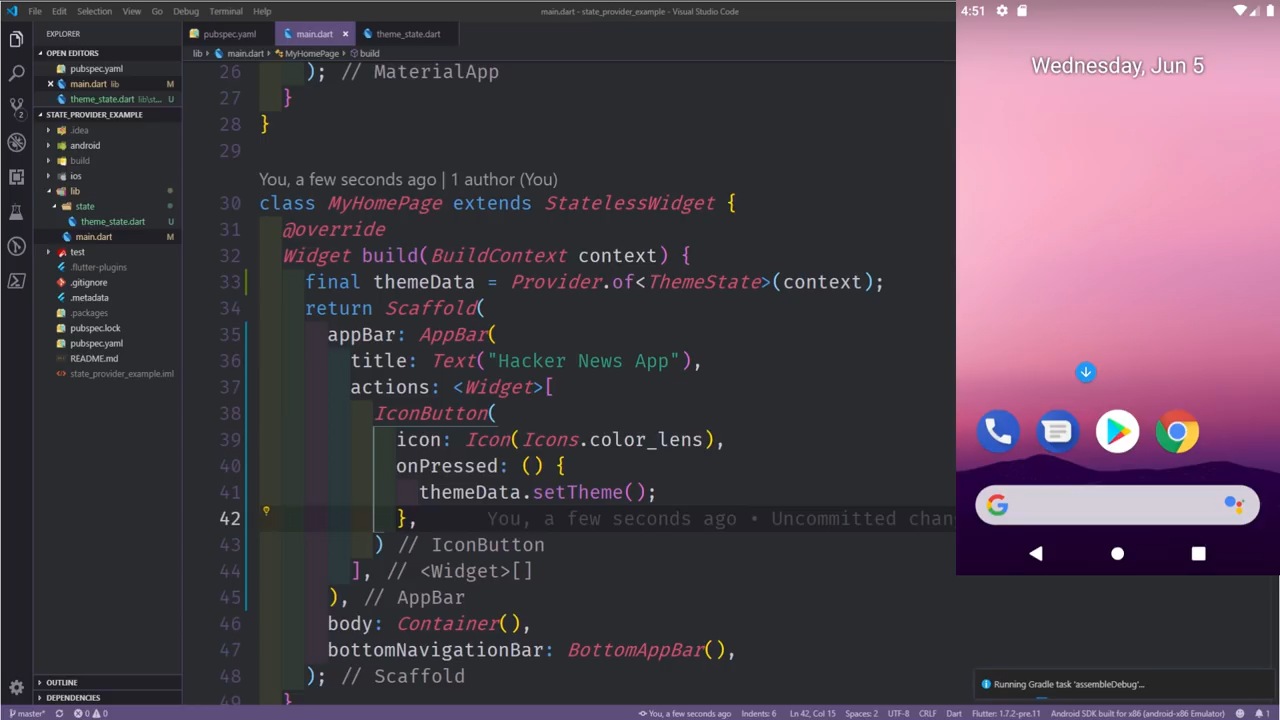 File Edit Selection View Go Debug Terminal Help
main.dart - state_provider_example - Visual Studio Code
4:51
EXPLORER
OPEN EDITORS
pubspec.yaml
main.dart lib M
theme_state.dart lib\st... U
STATE_PROVIDER_EXAMPLE
.idea
android
build
ios
lib
state
theme_state.dart U
main.dart M
test
.flutter-plugins
.gitignore
.metadata
.packages
pubspec.lock
pubspec.yaml
README.md
state_provider_example.iml
OUTLINE
DEPENDENCIES
2
pubspec.yaml main.dart theme_state.dart
lib main.dart MyHomePage build
26 ); // MaterialApp
27 }
28 }
29
You, a few seconds ago | 1 author (You)
30 class MyHomePage extends StatelessWidget {
31 @override
32 Widget build(BuildContext context) {
33 final themeData = Provider.of<ThemeState>(context);
34 return Scaffold(
35 appBar: AppBar(
36 title: Text("Hacker News App"),
37 actions: <Widget>[
38 IconButton(
39 icon: Icon(Icons.color_lens),
40 onPressed: () {
41 themeData.setTheme();
42 }, You, a few seconds ago • Uncommitted chan
43 ) // IconButton
44 ], // <Widget>[]
45 ), // AppBar
46 body: Container(),
47 bottomNavigationBar: BottomAppBar(),
48 ); // Scaffold
49 }
Wednesday, Jun 5
Running Gradle task 'assembleDebug'...
master* 0 0 You, a few seconds ago Indents: 6 Ln 42, Col 15 Spaces: 2 UTF-8 CRLF Dart Flutter: 1.7.2-pre.11 Android SDK built for x86 (android-x86 Emulator) 1